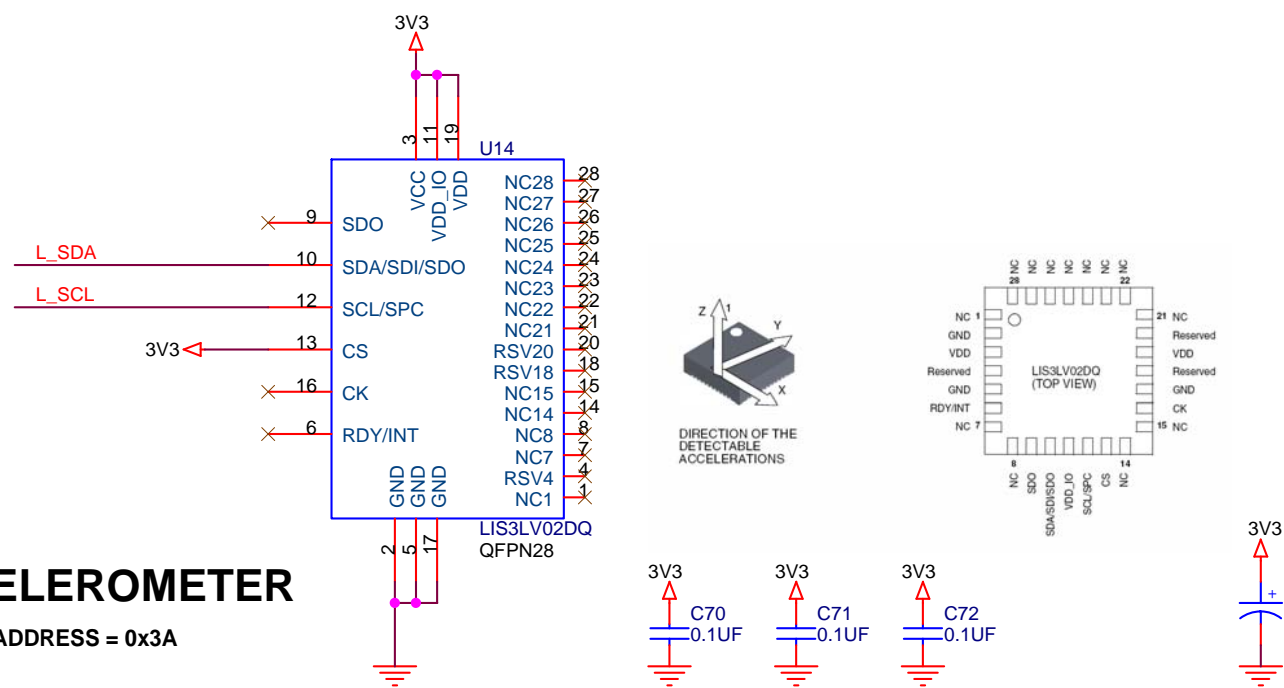 3V3
3
11
19
U14
VCC
VDD_IO
VDD
9
SDO
L_SDA
10
SDA/SDI/SDO
L_SCL
12
SCL/SPC
3V3
13
CS
16
CK
6
RDY/INT
NC28
28
NC27
27
NC26
26
NC25
25
NC24
24
NC23
23
NC22
22
NC21
21
RSV20
20
RSV18
18
NC15
15
NC14
14
NC8
8
NC7
7
RSV4
4
NC1
1
GND
GND
GND
2
5
17
LIS3LV02DQ
QFPN28
ELEROMETER
ADDRESS = 0x3A
Z
1
Y
X
DIRECTION OF THE
DETECTABLE
ACCELERATIONS
NC
NC
NC
NC
NC
NC
NC
28
22
NC 1
GND
VDD
Reserved
GND
RDY/INT
NC 7
LIS3LV02DQ
(TOP VIEW)
21 NC
Reserved
VDD
Reserved
GND
CK
15 NC
8
14
NC
SDO
SDA/SDI/SDO
VDD_IO
SCL/SPC
CS
NC
3V3
C70
0.1UF
3V3
C71
0.1UF
3V3
C72
0.1UF
3V3
+